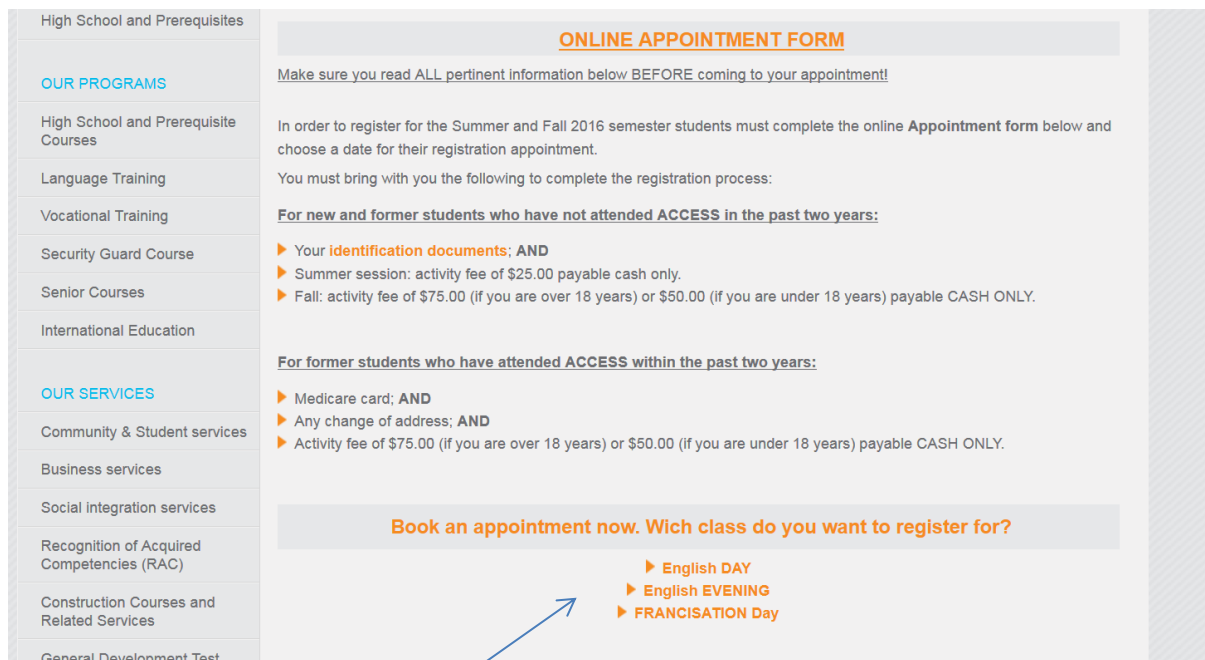 High School and Prerequisites
OUR PROGRAMS
High School and Prerequisite
Courses
Language Training
Vocational Training
Security Guard Course
Senior Courses
International Education
OUR SERVICES
Community & Student services
Business services
Social integration services
Recognition of Acquired
Competencies (RAC)
Construction Courses and
Related Services
General Development Test
ONLINE APPOINTMENT FORM
Make sure you read ALL pertinent information below BEFORE coming to your appointment!
In order to register for the Summer and Fall 2016 semester students must complete the online Appointment form below and
choose a date for their registration appointment.
You must bring with you the following to complete the registration process:
For new and former students who have not attended ACCESS in the past two years:
Your identification documents; AND
Summer session: activity fee of $25.00 payable cash only.
Fall: activity fee of $75.00 (if you are over 18 years) or $50.00 (if you are under 18 years) payable CASH ONLY.
For former students who have attended ACCESS within the past two years:
Medicare card; AND
Any change of address; AND
Activity fee of $75.00 (if you are over 18 years) or $50.00 (if you are under 18 years) payable CASH ONLY.
Book an appointment now. Wich class do you want to register for?
English DAY
English EVENING
FRANCISATION Day